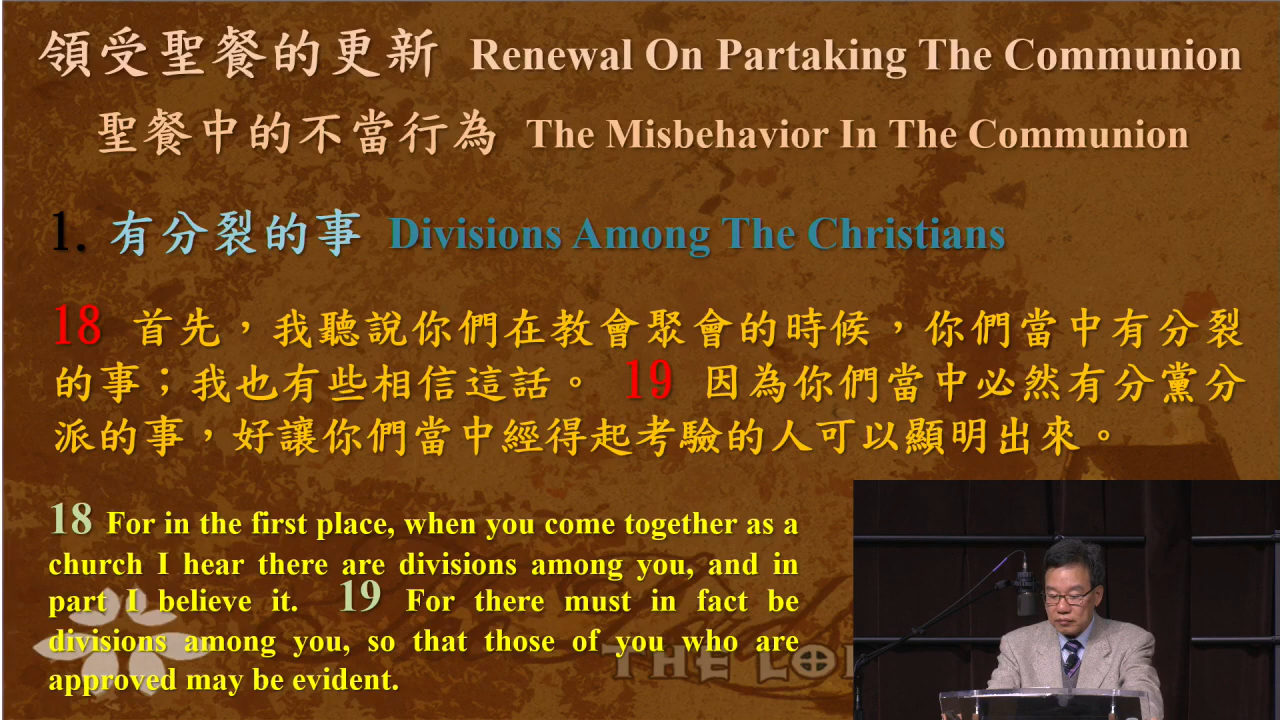 領受聖餐的更新 Renewal On Partaking The Communion
聖餐中的不當行為 The Misbehavior In The Communion
1. 有分裂的事 Divisions Among The Christians
18 首先，我聽說你們在教會聚會的時候，你們當中有分裂
的事；我也有些相信這話。 19 因為你們當中必然有分黨分
派的事，好讓你們當中經得起考驗的人可以顯明出來。
18 For in the first place, when you come together as a
church I hear there are divisions among you, and in
part I believe it. 19 For there must in fact be
divisions among you, so that those of you who are
approved may be evident.
THE LO